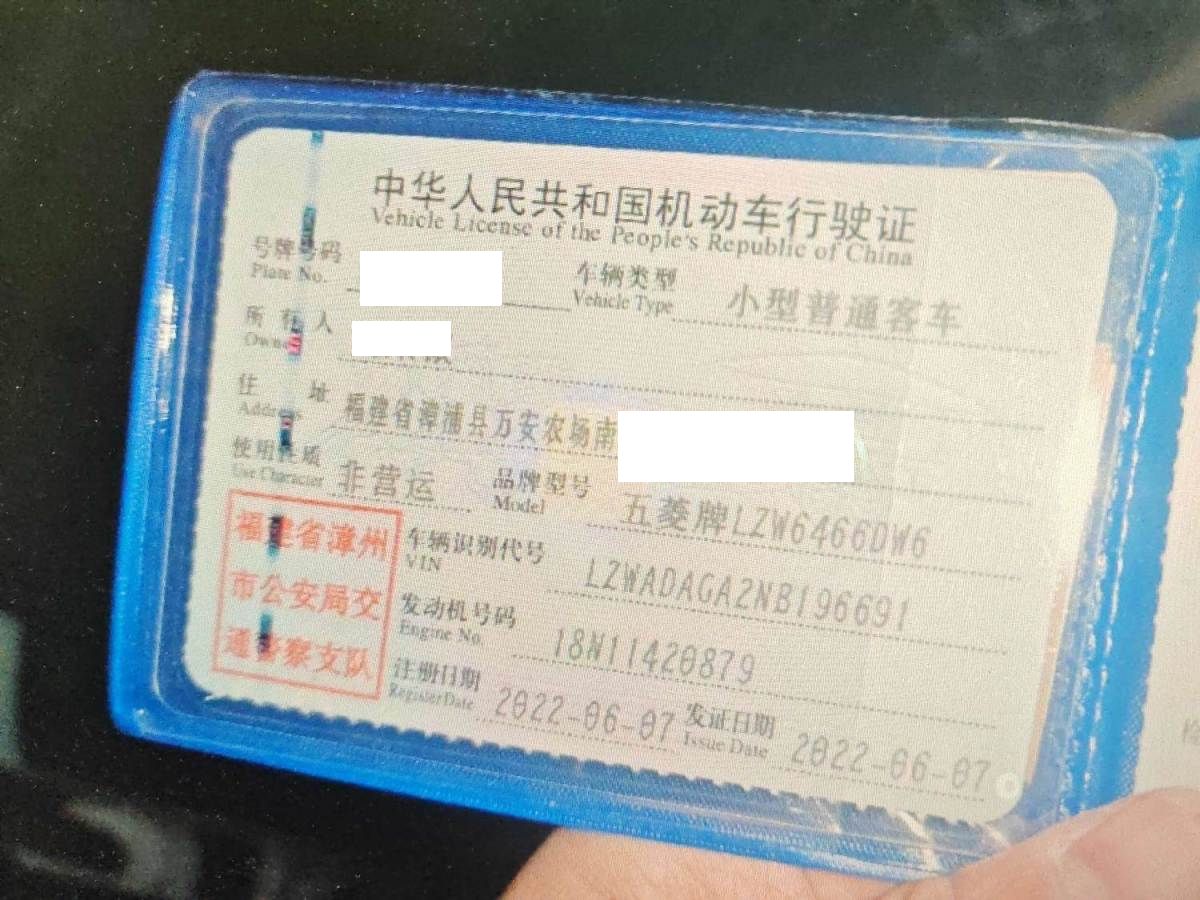 中华人民共和国机动车行驶证
Vehicle License of the People's Republic of China
号牌号码
Plate No.
车辆类型 小型普通客车
Vehicle Type
所有人
Owner
住址 福建省漳浦县万安农场南
Address
使用性质 非营运
Use Character
品牌型号 五菱牌LZW6466DW6
Model
福建省漳州
市公安局交
通警察支队
车辆识别代号 LZWADAGA2NB196691
VIN
发动机号码 18N11420879
Engine No.
注册日期 2022-06-07
Register Date
发证日期 2022-06-07
Issue Date